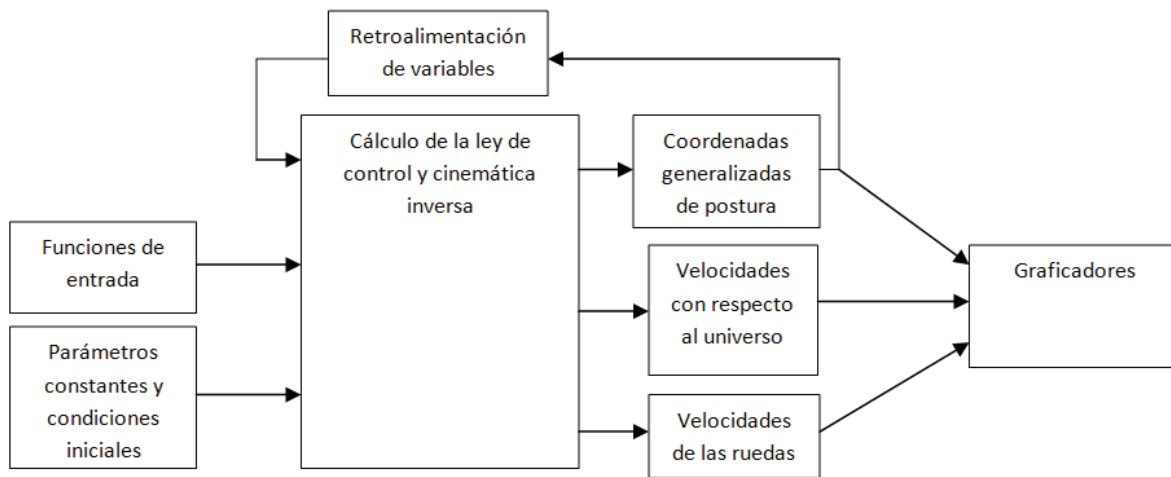 Retroalimentación
de variables
Cálculo de la ley de
control y cinemática
inversa
Coordenadas
generalizadas
de postura
Funciones de
entrada
Velocidades
con respecto
al universo
Graficadores
Parámetros
constantes y
condiciones
iniciales
Velocidades
de las ruedas